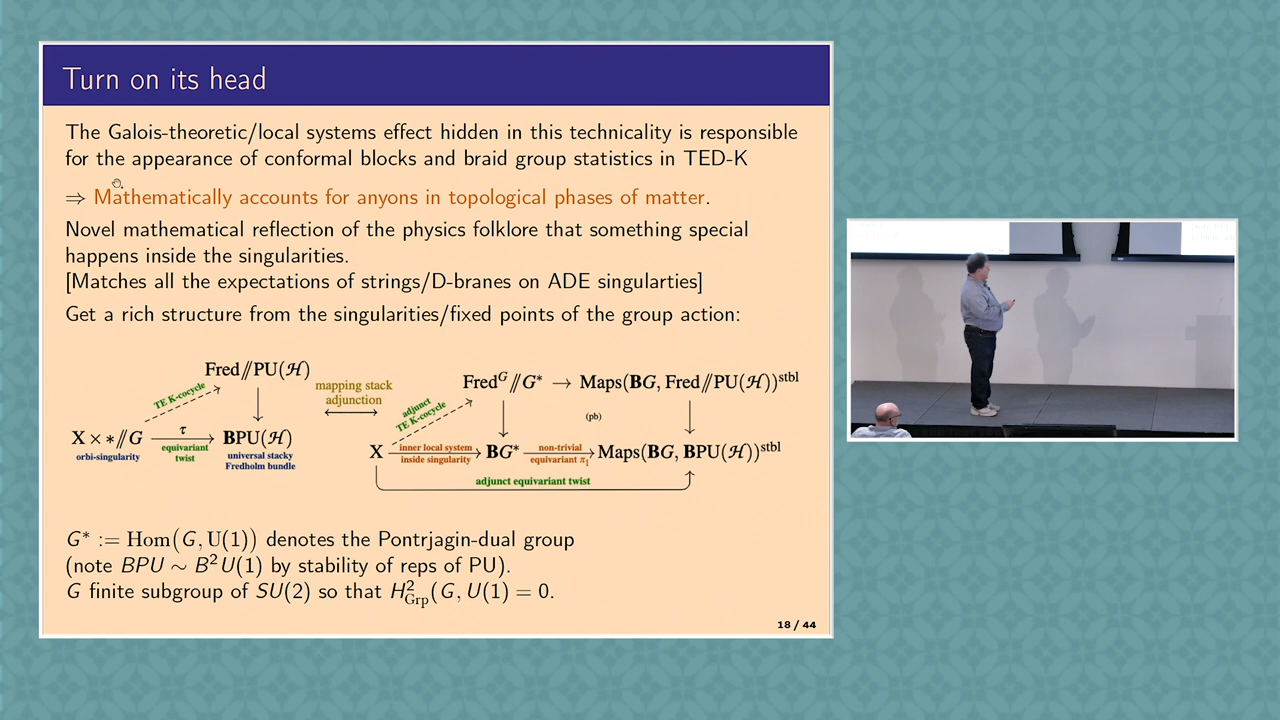 Turn on its head
The Galois-theoretic/local systems effect hidden in this technicality is responsible
for the appearance of conformal blocks and braid group statistics in TED-K
⇒ Mathematically accounts for anyons in topological phases of matter.
Novel mathematical reflection of the physics folklore that something special
happens inside the singularities.
[Matches all the expectations of strings/D-branes on ADE singularties]
Get a rich structure from the singularities/fixed points of the group action:
Fred⫽PU(ℋ)
TE K-cocycle
X × *⫽G
orbi-singularity
τ
equivariant
twist
BPU(ℋ)
universal stacky
Fredholm bundle
mapping stack
adjunction
Fred^G⫽G* → Maps(BG, Fred⫽PU(ℋ))^stbl
adjunct
TE K-cocycle
(pb)
X
inner local system
inside singularity
BG*
non-trivial
equivariant π₁
Maps(BG, BPU(ℋ))^stbl
adjunct equivariant twist
G* := Hom(G, U(1)) denotes the Pontrjagin-dual group
(note BPU ∼ B²U(1) by stability of reps of PU).
G finite subgroup of SU(2) so that H²_Grp(G, U(1) = 0.
18 / 44